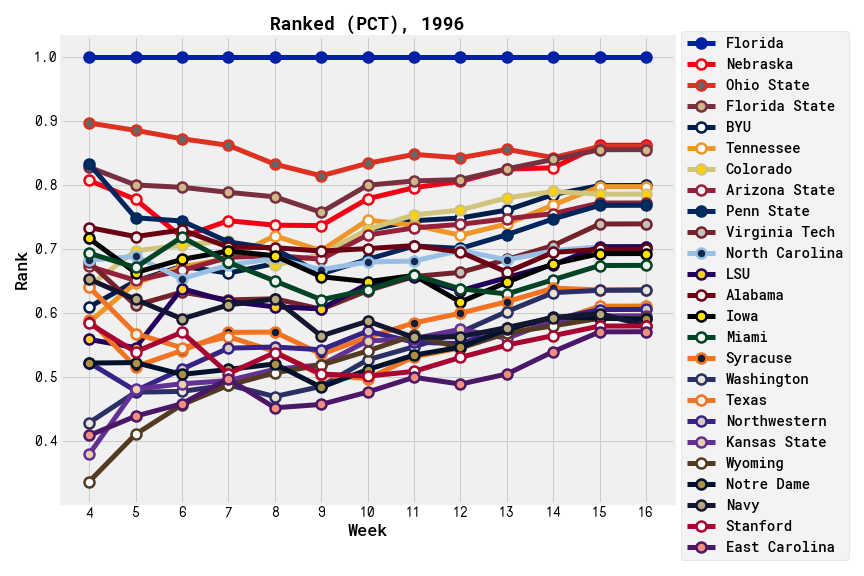 Ranked (PCT), 1996
Rank
1.0
0.9
0.8
0.7
0.6
0.5
0.4
4 5 6 7 8 9 10 11 12 13 14 15 16
Week
Florida
Nebraska
Ohio State
Florida State
BYU
Tennessee
Colorado
Arizona State
Penn State
Virginia Tech
North Carolina
LSU
Alabama
Iowa
Miami
Syracuse
Washington
Texas
Northwestern
Kansas State
Wyoming
Notre Dame
Navy
Stanford
East Carolina